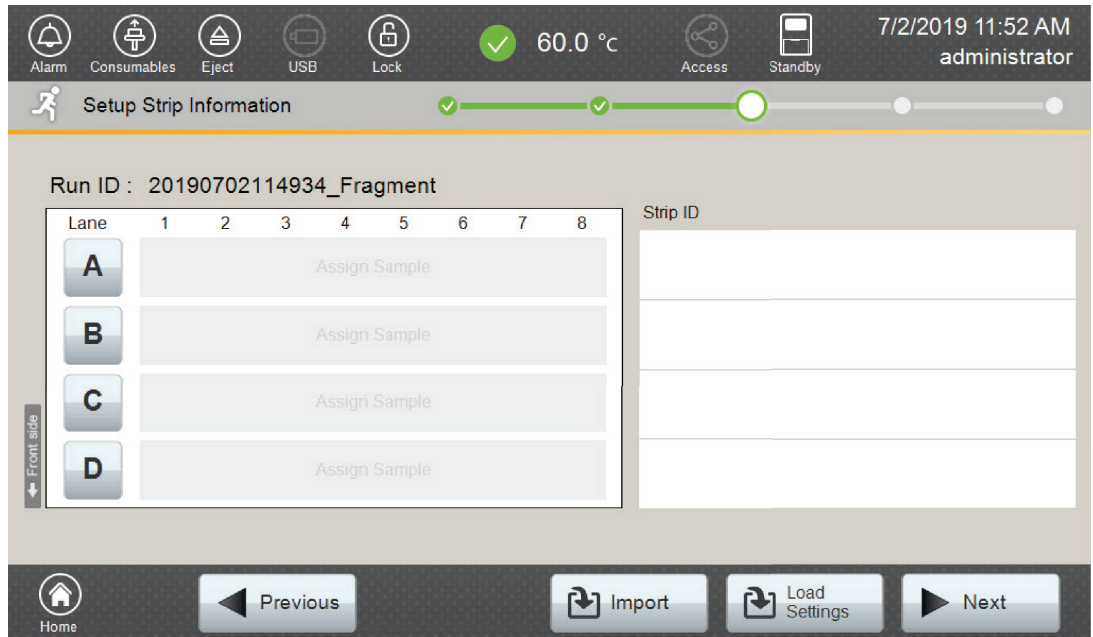 Alarm Consumables Eject USB Lock 60.0 °c Access Standby 7/2/2019 11:52 AM
administrator
Setup Strip Information
Run ID : 20190702114934_Fragment
Lane 1 2 3 4 5 6 7 8
Strip ID
A Assign Sample
B Assign Sample
C Assign Sample
D Assign Sample
Front side
Home Previous Import Load
Settings Next